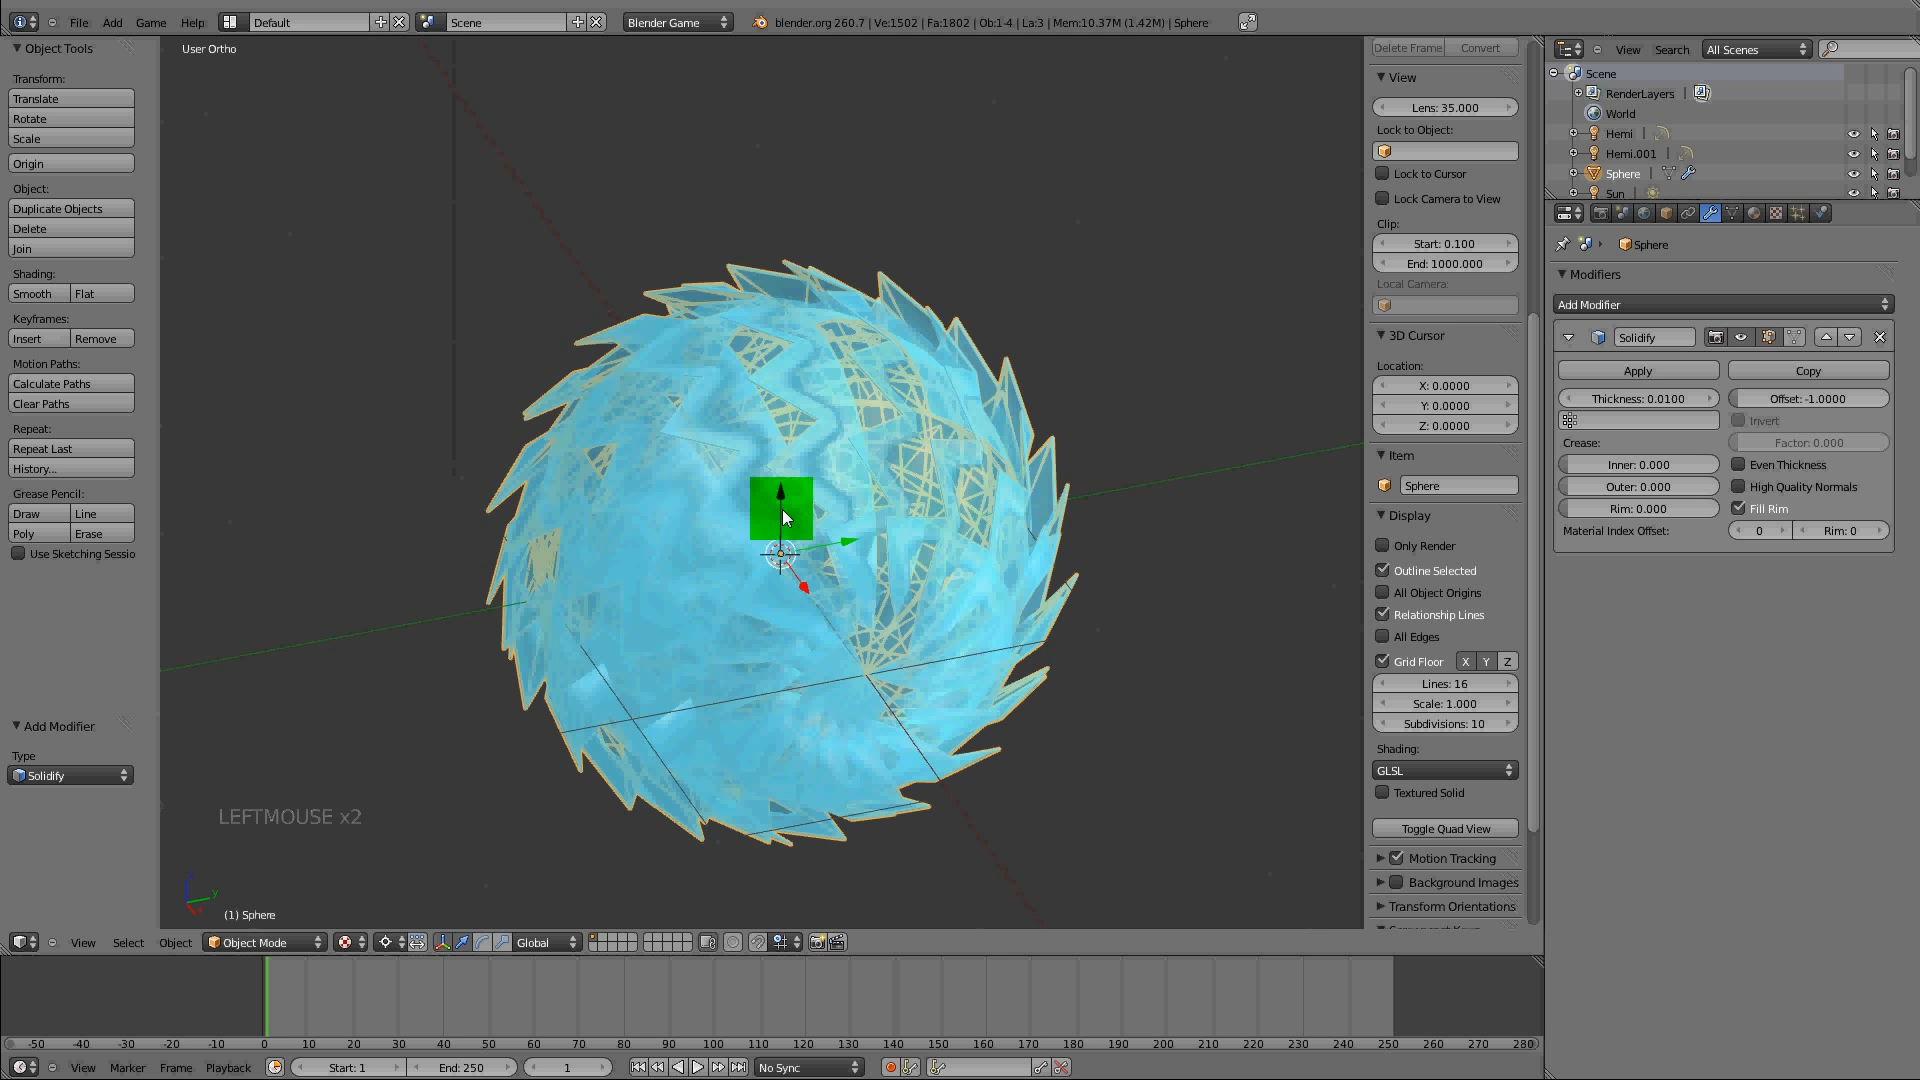 File Add Game Help Default Scene Blender Game blender.org 260.7 | Ve:1502 | Fa:1802 | Ob:1-4 | La:3 | Mem:10.37M (1.42M) | Sphere
Object Tools
Transform:
Translate
Rotate
Scale
Origin
Object:
Duplicate Objects
Delete
Join
Shading:
Smooth Flat
Keyframes:
Insert Remove
Motion Paths:
Calculate Paths
Clear Paths
Repeat:
Repeat Last
History...
Grease Pencil:
Draw Line
Poly Erase
Use Sketching Sessio
Add Modifier
Type
Solidify
User Ortho
LEFTMOUSE x2
y
(1) Sphere
Delete Frame Convert
View
Lens: 35.000
Lock to Object:
Lock to Cursor
Lock Camera to View
Clip:
Start: 0.100
End: 1000.000
Local Camera:
3D Cursor
Location:
X: 0.0000
Y: 0.0000
Z: 0.0000
Item
Sphere
Display
Only Render
Outline Selected
All Object Origins
Relationship Lines
All Edges
Grid Floor X Y Z
Lines: 16
Scale: 1.000
Subdivisions: 10
Shading:
GLSL
Textured Solid
Toggle Quad View
Motion Tracking
Background Images
Transform Orientations
View Search All Scenes
Scene
RenderLayers |
World
Hemi |
Hemi.001 |
Sphere |
Sun |
Sphere
Modifiers
Add Modifier
Solidify
Apply Copy
Thickness: 0.0100 Offset: -1.0000
Invert
Crease: Factor: 0.000
Inner: 0.000 Even Thickness
Outer: 0.000 High Quality Normals
Rim: 0.000 Fill Rim
Material Index Offset: 0 Rim: 0
View Select Object Object Mode Global
-50 -40 -30 -20 -10 0 10 20 30 40 50 60 70 80 90 100 110 120 130 140 150 160 170 180 190 200 210 220 230 240 250 260 270 280
View Marker Frame Playback Start: 1 End: 250 1 No Sync